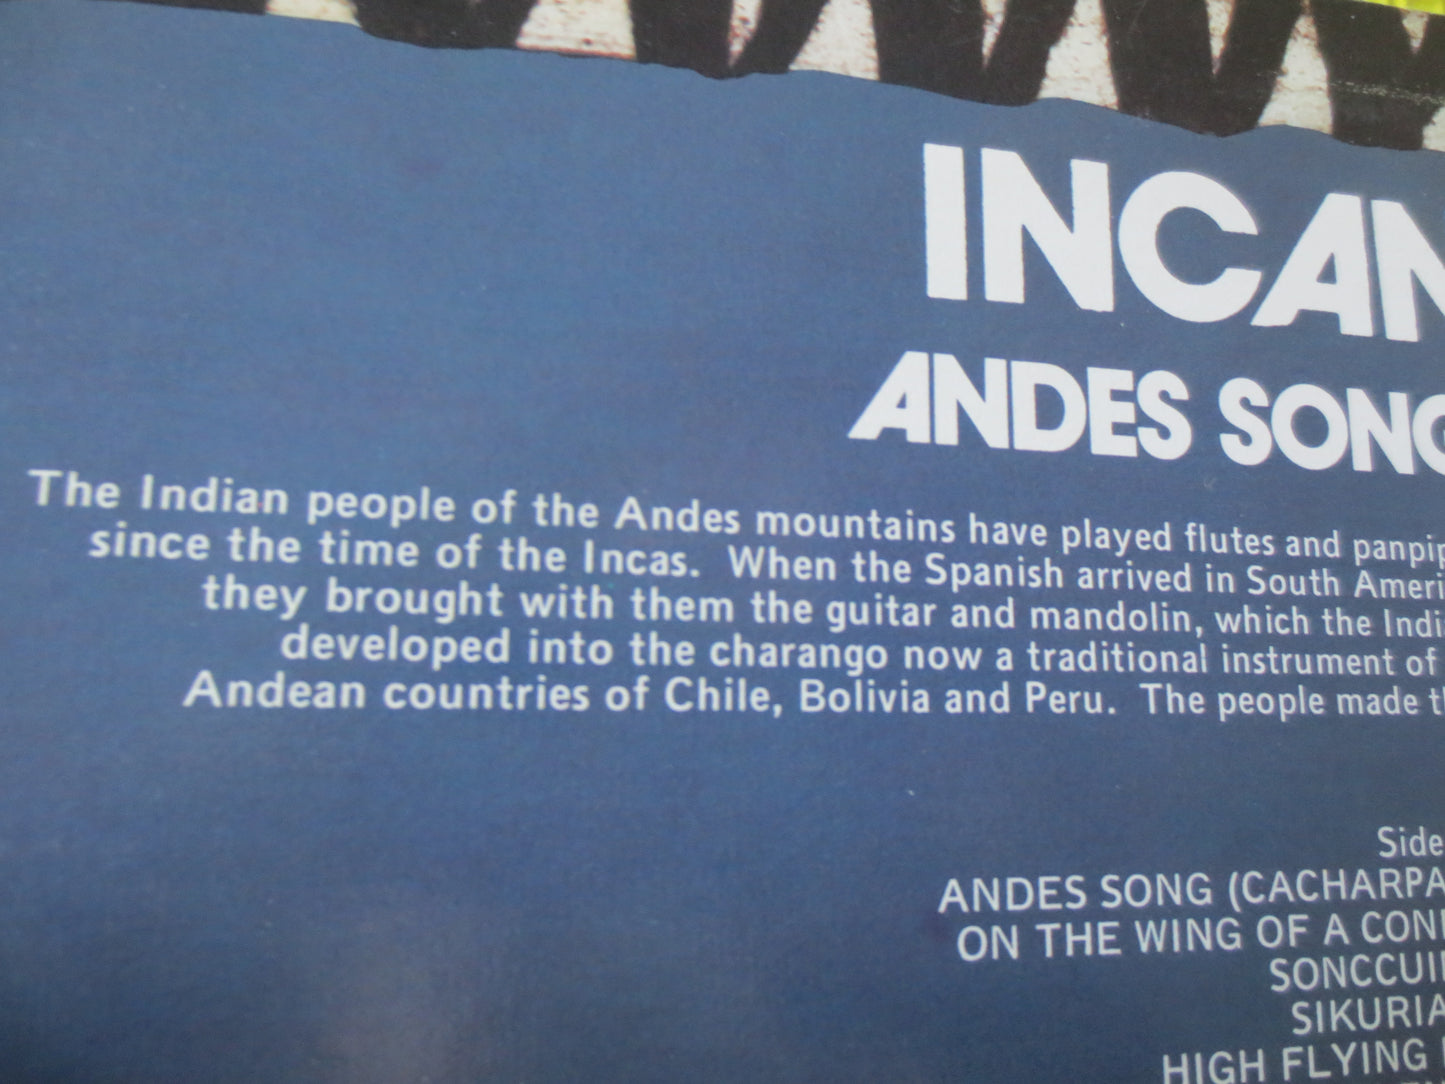 INCAN
ANDES SONG
The Indian people of the Andes mountains have played flutes and
since the time of the Incas. When the Spanish arrived in South
they brought with them the guitar and mandolin, which the
developed into the charango now a traditional instrument of
Andean countries of Chile, Bolivia and Peru. The people made
Side
ANDES SONG
ON THE WING OF A
HIGH FLYING